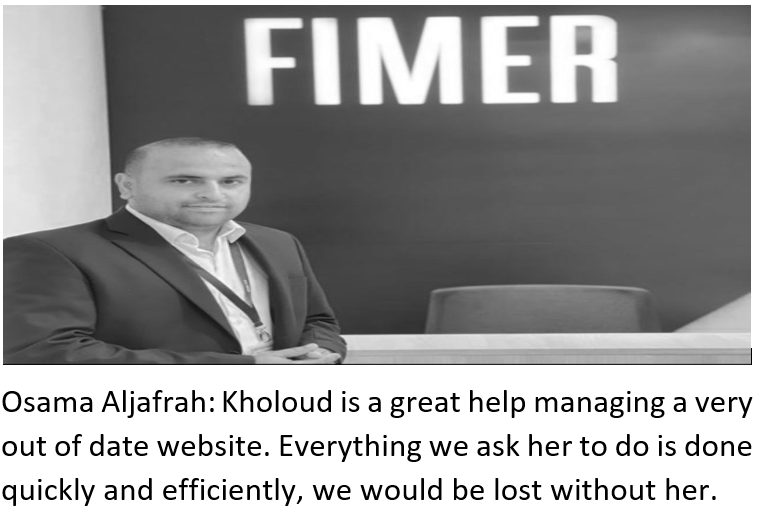 FIMER
Osama Aljafrah: Kholoud is a great help managing a very
out of date website. Everything we ask her to do is done
quickly and efficiently, we would be lost without her.